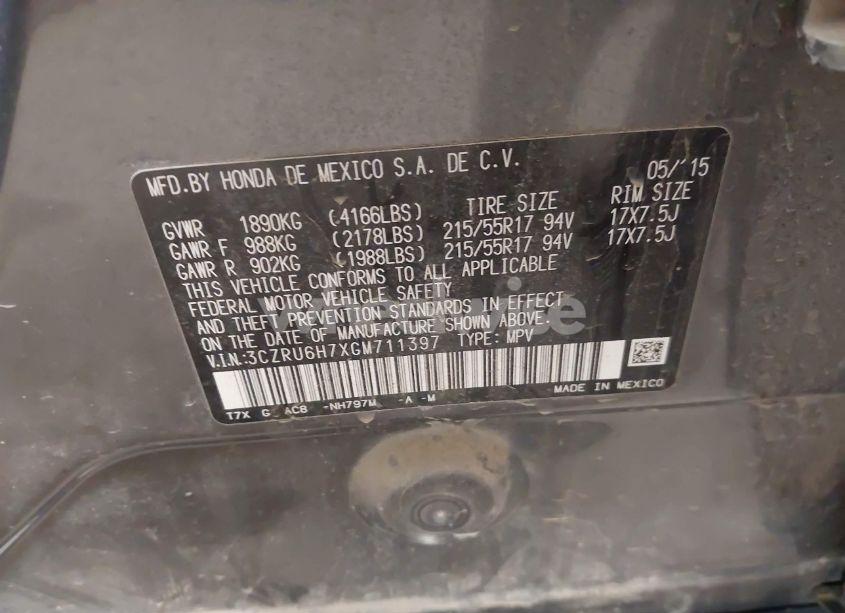 MFD.BY HONDA DE MEXICO S.A. DE C.V. 05/'15
TIRE SIZE RIM SIZE
GVWR 1890KG (4166LBS)
GAWR F 988KG (2178LBS) 215/55R17 94V 17X7.5J
GAWR R 902KG (1988LBS) 215/55R17 94V 17X7.5J
THIS VEHICLE CONFORMS TO ALL APPLICABLE
FEDERAL MOTOR VEHICLE SAFETY
AND THEFT PREVENTION STANDARDS IN EFFECT
ON THE DATE OF MANUFACTURE SHOWN ABOVE.
V.I.N.:3CZRU6H7XGM711397 TYPE: MPV
T7X G AC8 -NH797M -A -M MADE IN MEXICO